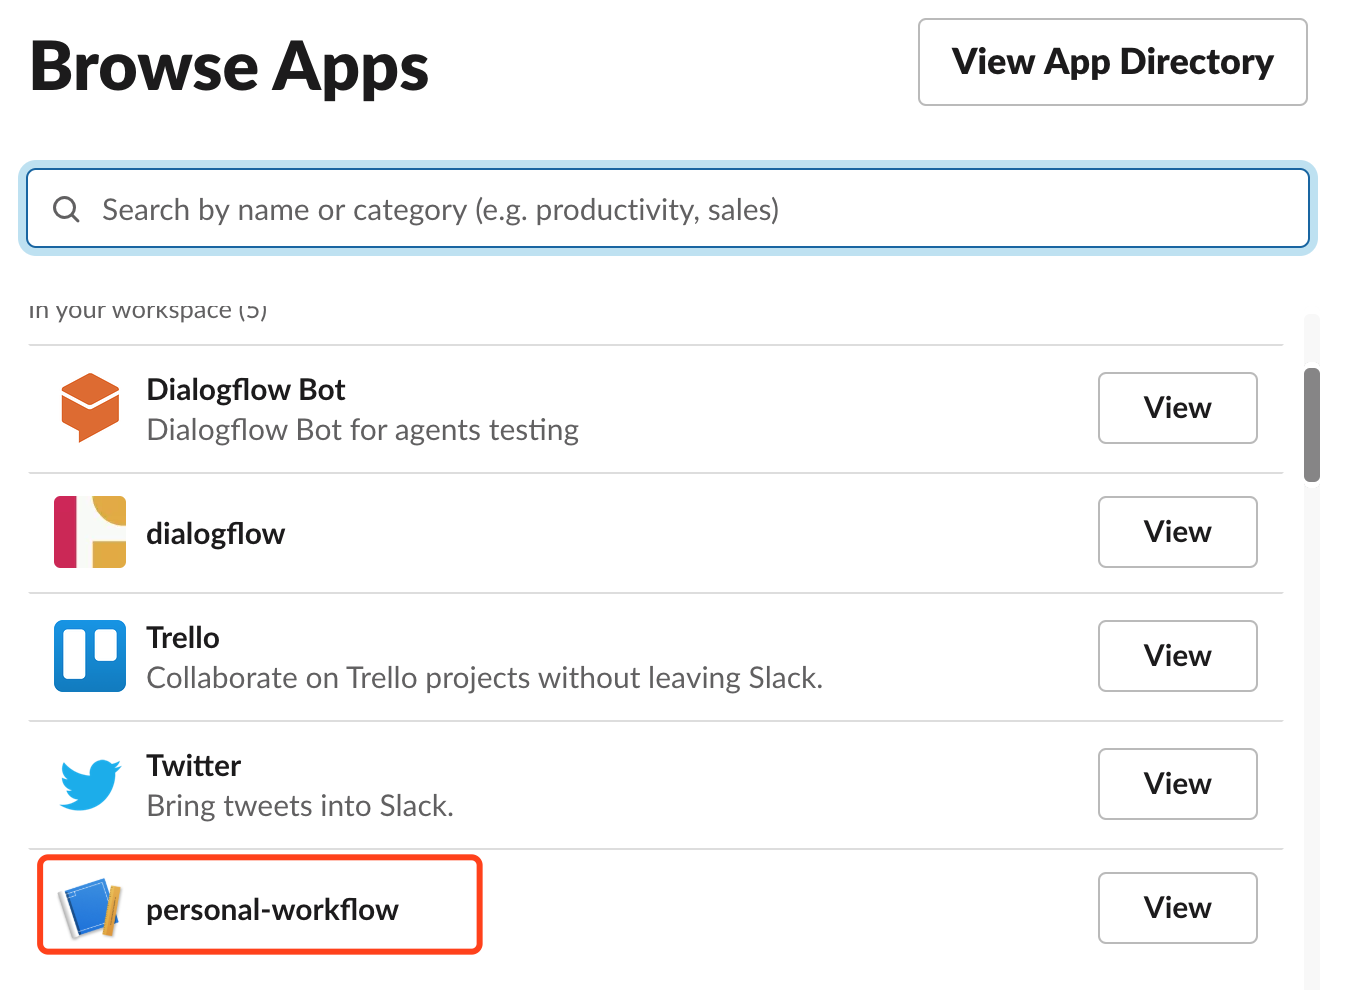 Browse Apps
View App Directory
Search by name or category (e.g. productivity, sales)
In your workspace (5)
Dialogflow Bot
Dialogflow Bot for agents testing
View
dialogflow
View
Trello
Collaborate on Trello projects without leaving Slack.
View
Twitter
Bring tweets into Slack.
View
personal-workflow
View